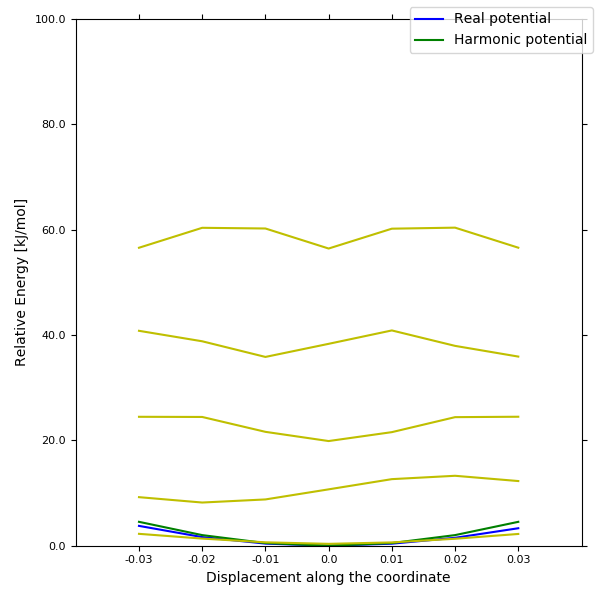 Real potential
Harmonic potential
100.0
80.0
60.0
40.0
20.0
0.0
Relative Energy [kJ/mol]
-0.03 -0.02 -0.01 0.0 0.01 0.02 0.03
Displacement along the coordinate